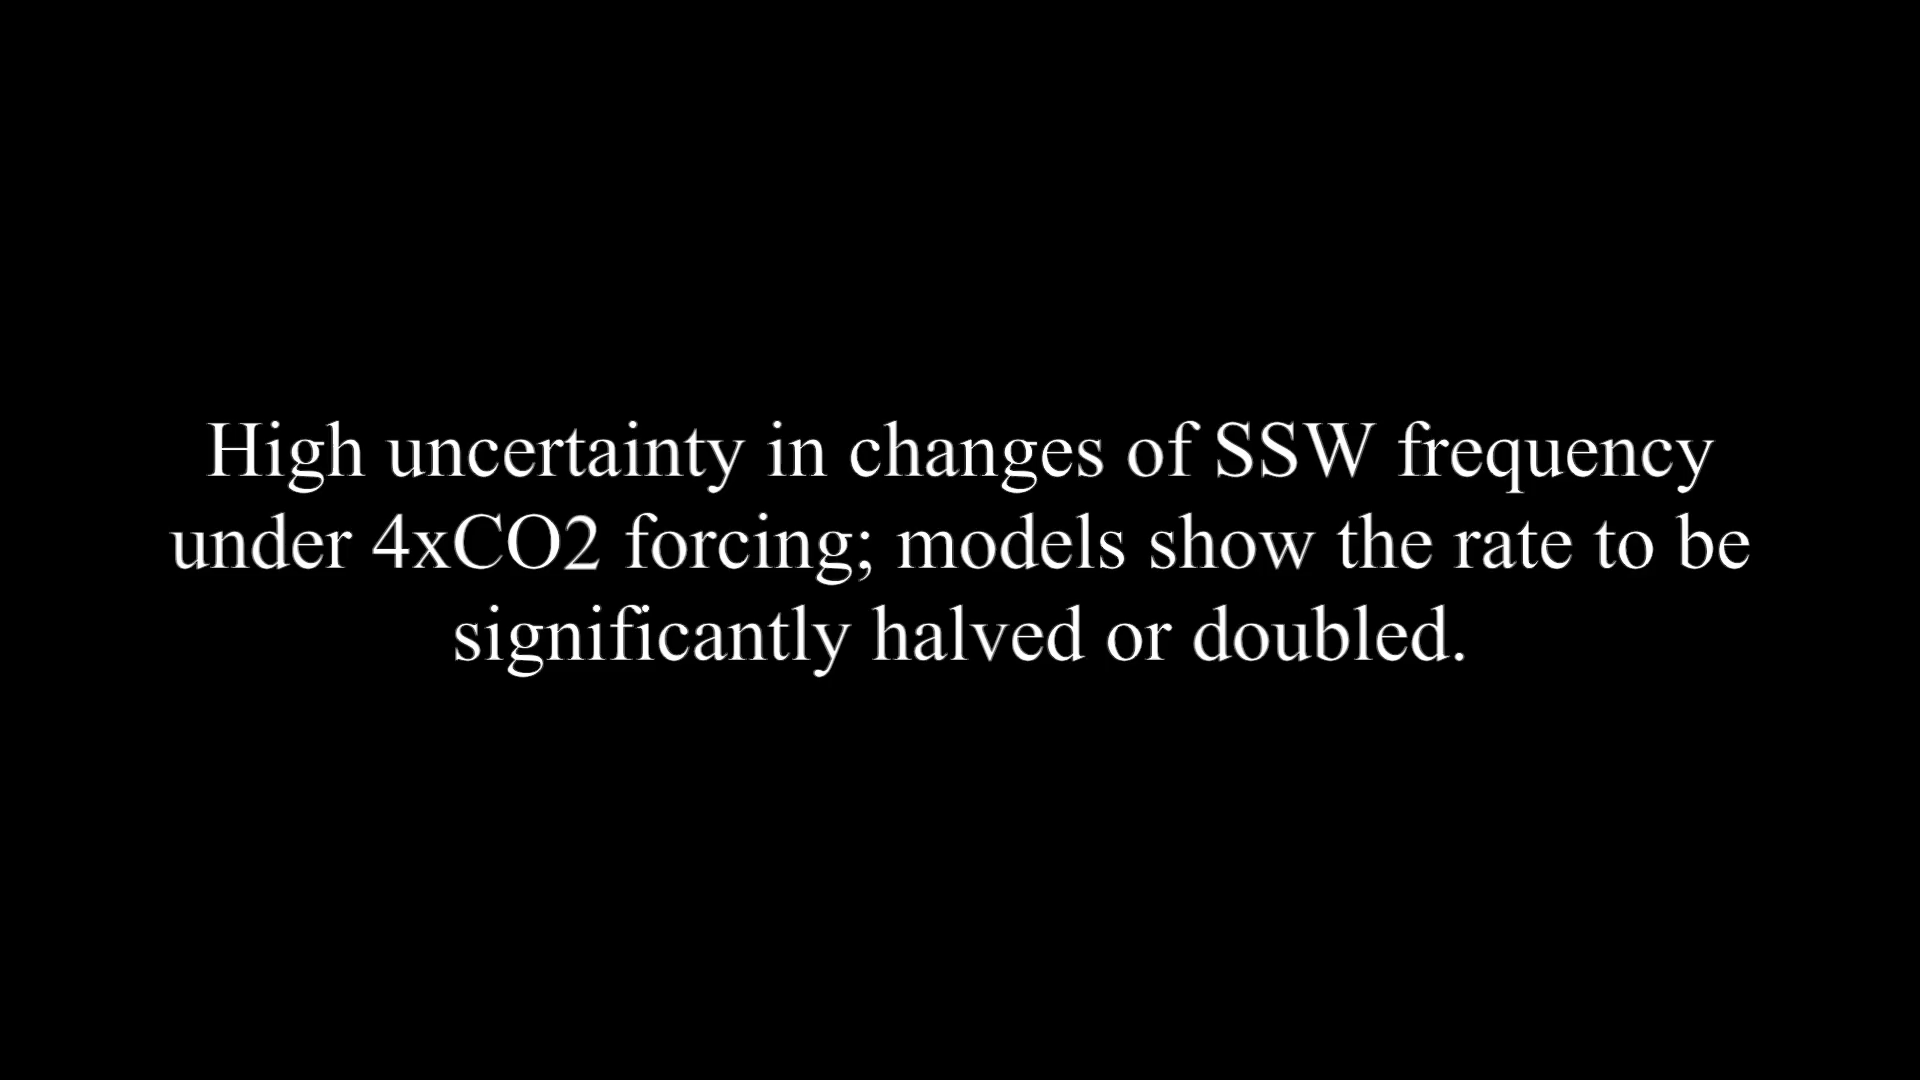 High uncertainty in changes of SSW frequency
under 4xCO2 forcing; models show the rate to be
significantly halved or doubled.